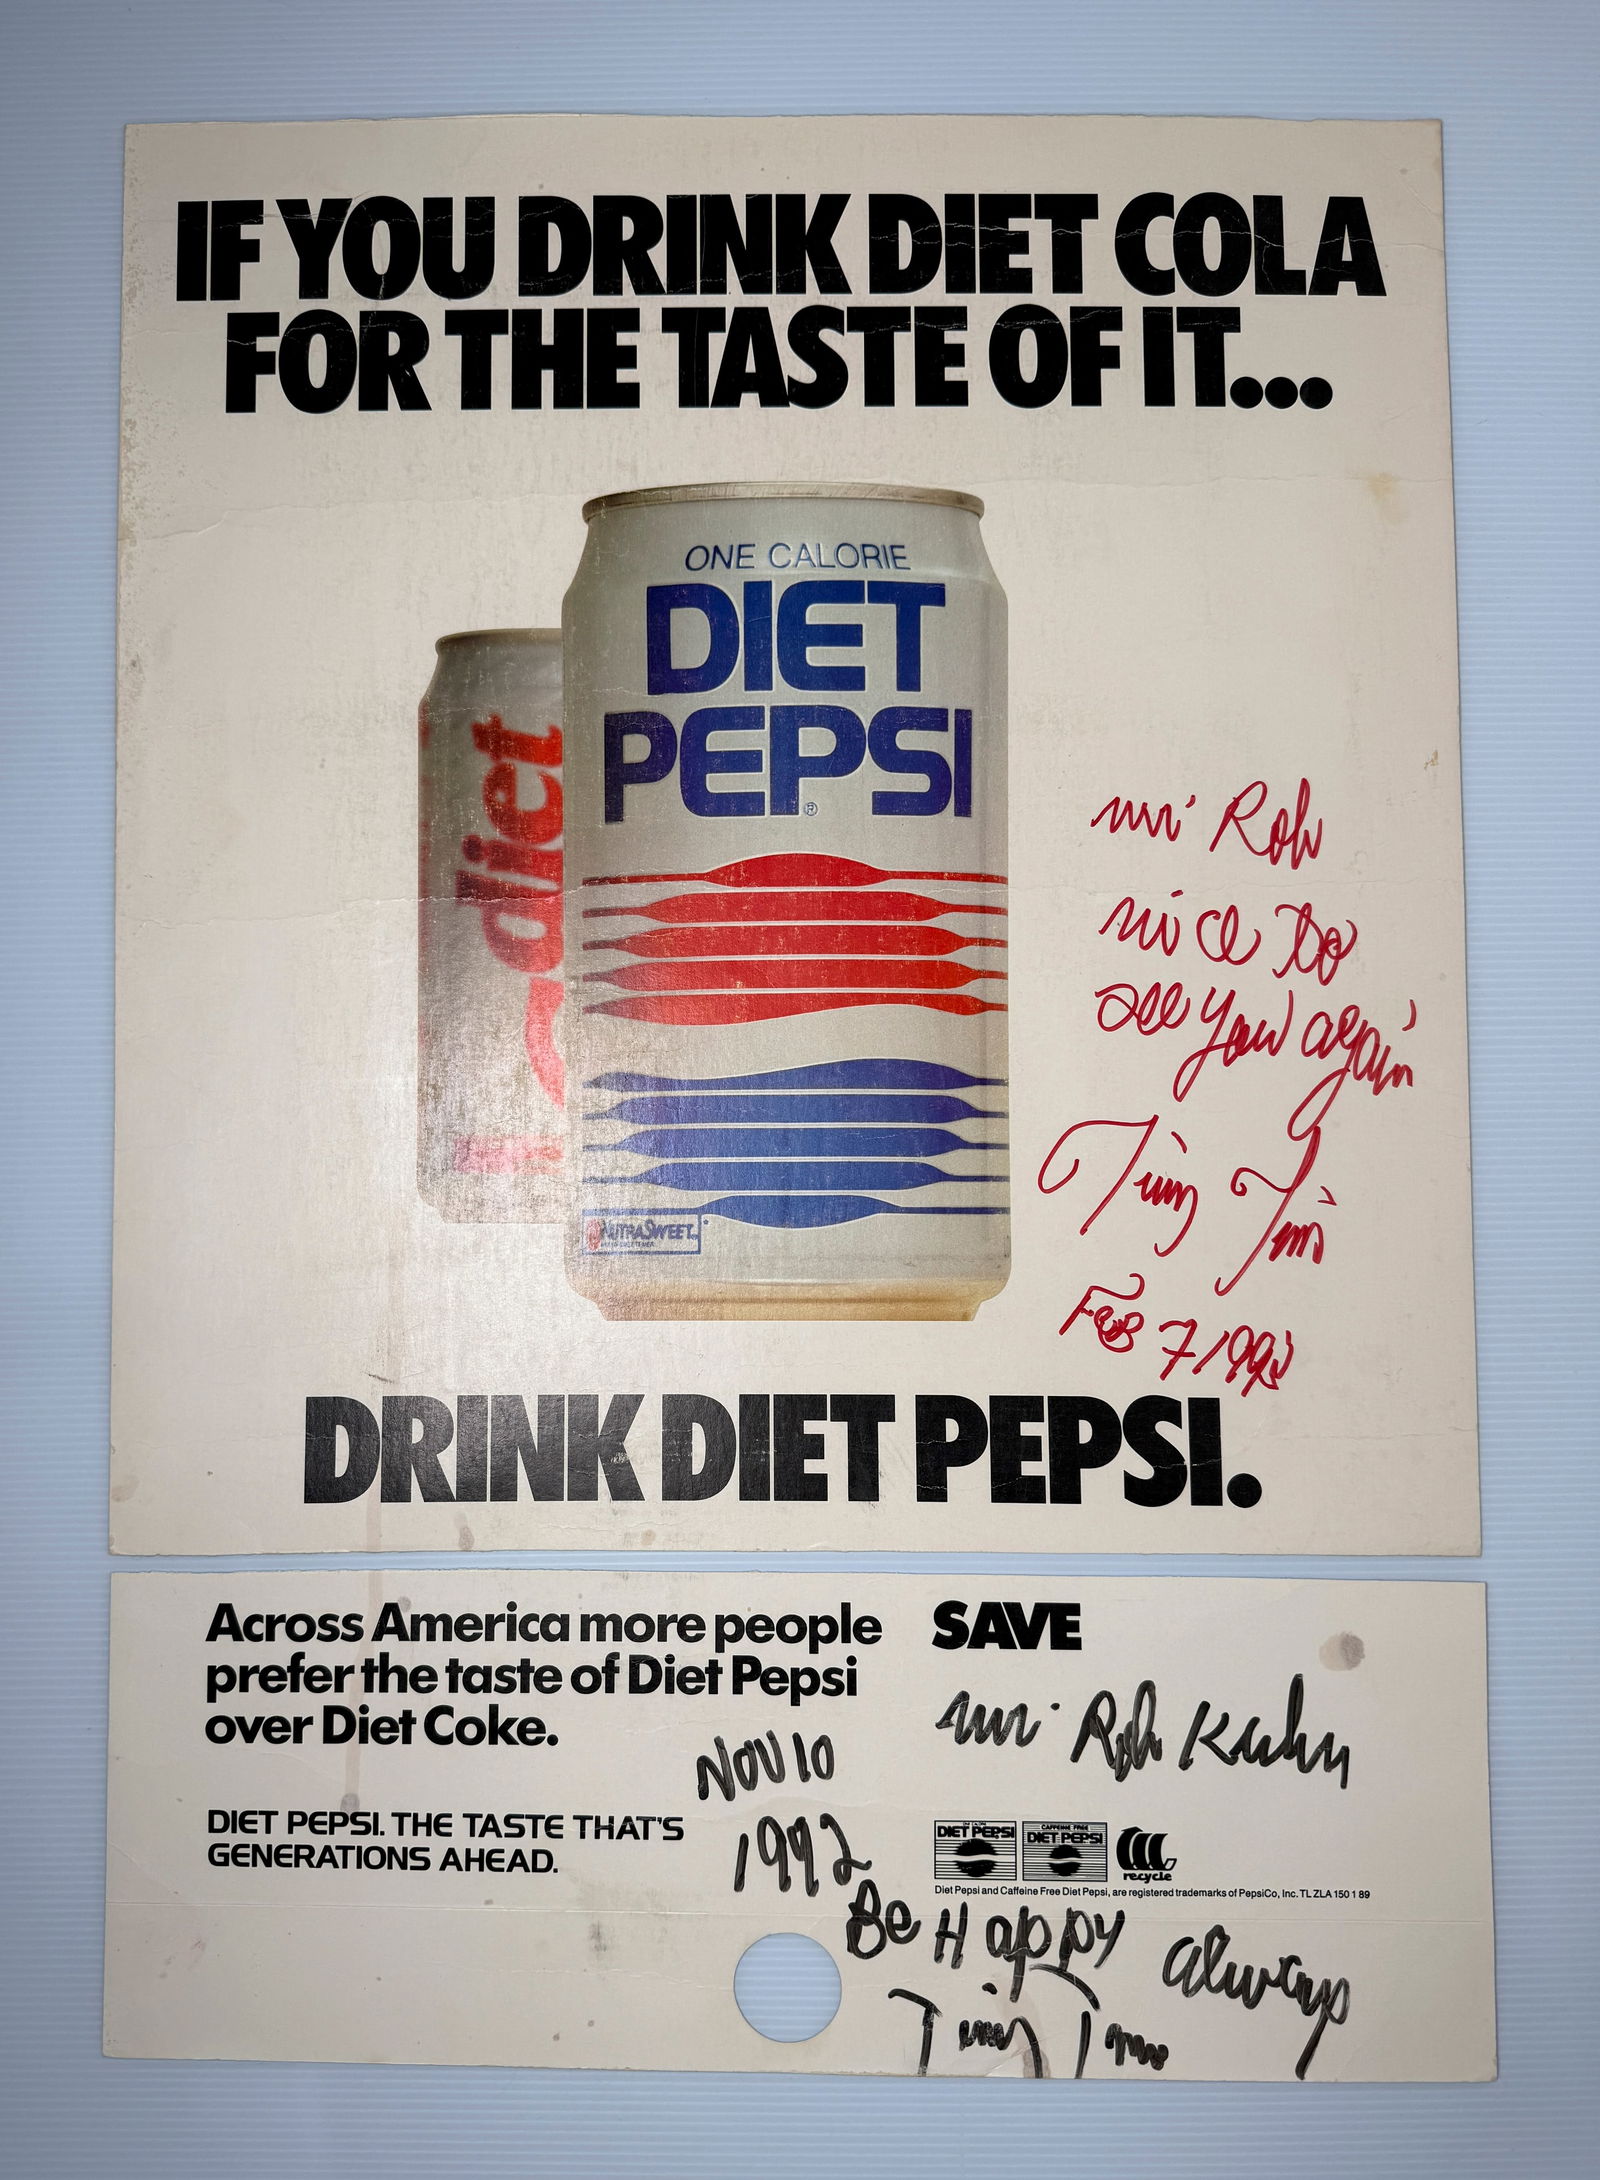 IF YOU DRINK DIET COLA
FOR THE TASTE OF IT...
ONE CALORIE
DIET
PEPSI
®
diet
NUTRASWEET
mr Rob
nice to
see you again
Tiny Tim
FEB 7 1993
DRINK DIET PEPSI.
Across America more people
prefer the taste of Diet Pepsi
over Diet Coke.
DIET PEPSI. THE TASTE THAT'S
GENERATIONS AHEAD.
SAVE
mr. Rob Kuhn
NOV 10
1992
Be Happy always
Tiny Tim
DIET PEPSI
CAFFEINE FREE
DIET PEPSI
recycle
Diet Pepsi and Caffeine Free Diet Pepsi, are registered trademarks of PepsiCo, Inc. TL ZLA 150 1 89